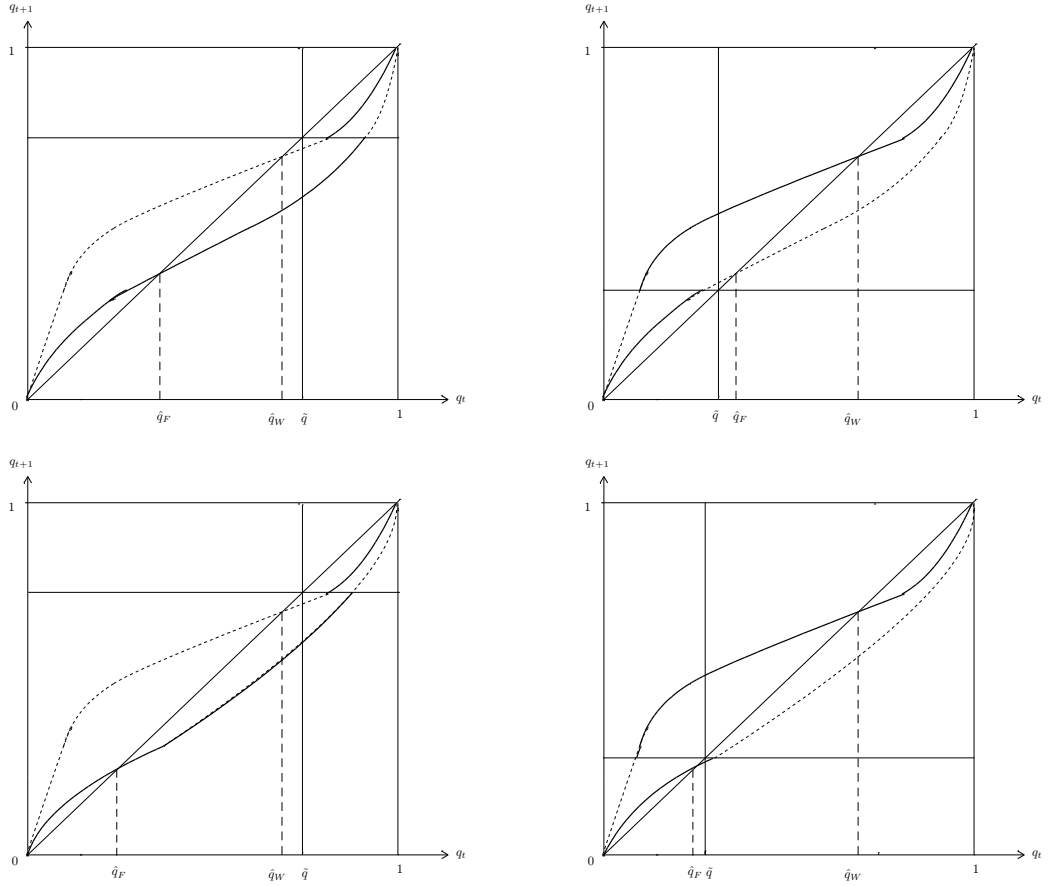 q_{t+1}
1
0
q̂_F
q̂_W
q̃
1
q_t
q_{t+1}
1
0
q̃
q̂_F
q̂_W
1
q_t
q_{t+1}
1
0
q̂_F
q̂_W
q̃
1
q_t
q_{t+1}
1
0
q̂_F
q̃
q̂_W
1
q_t